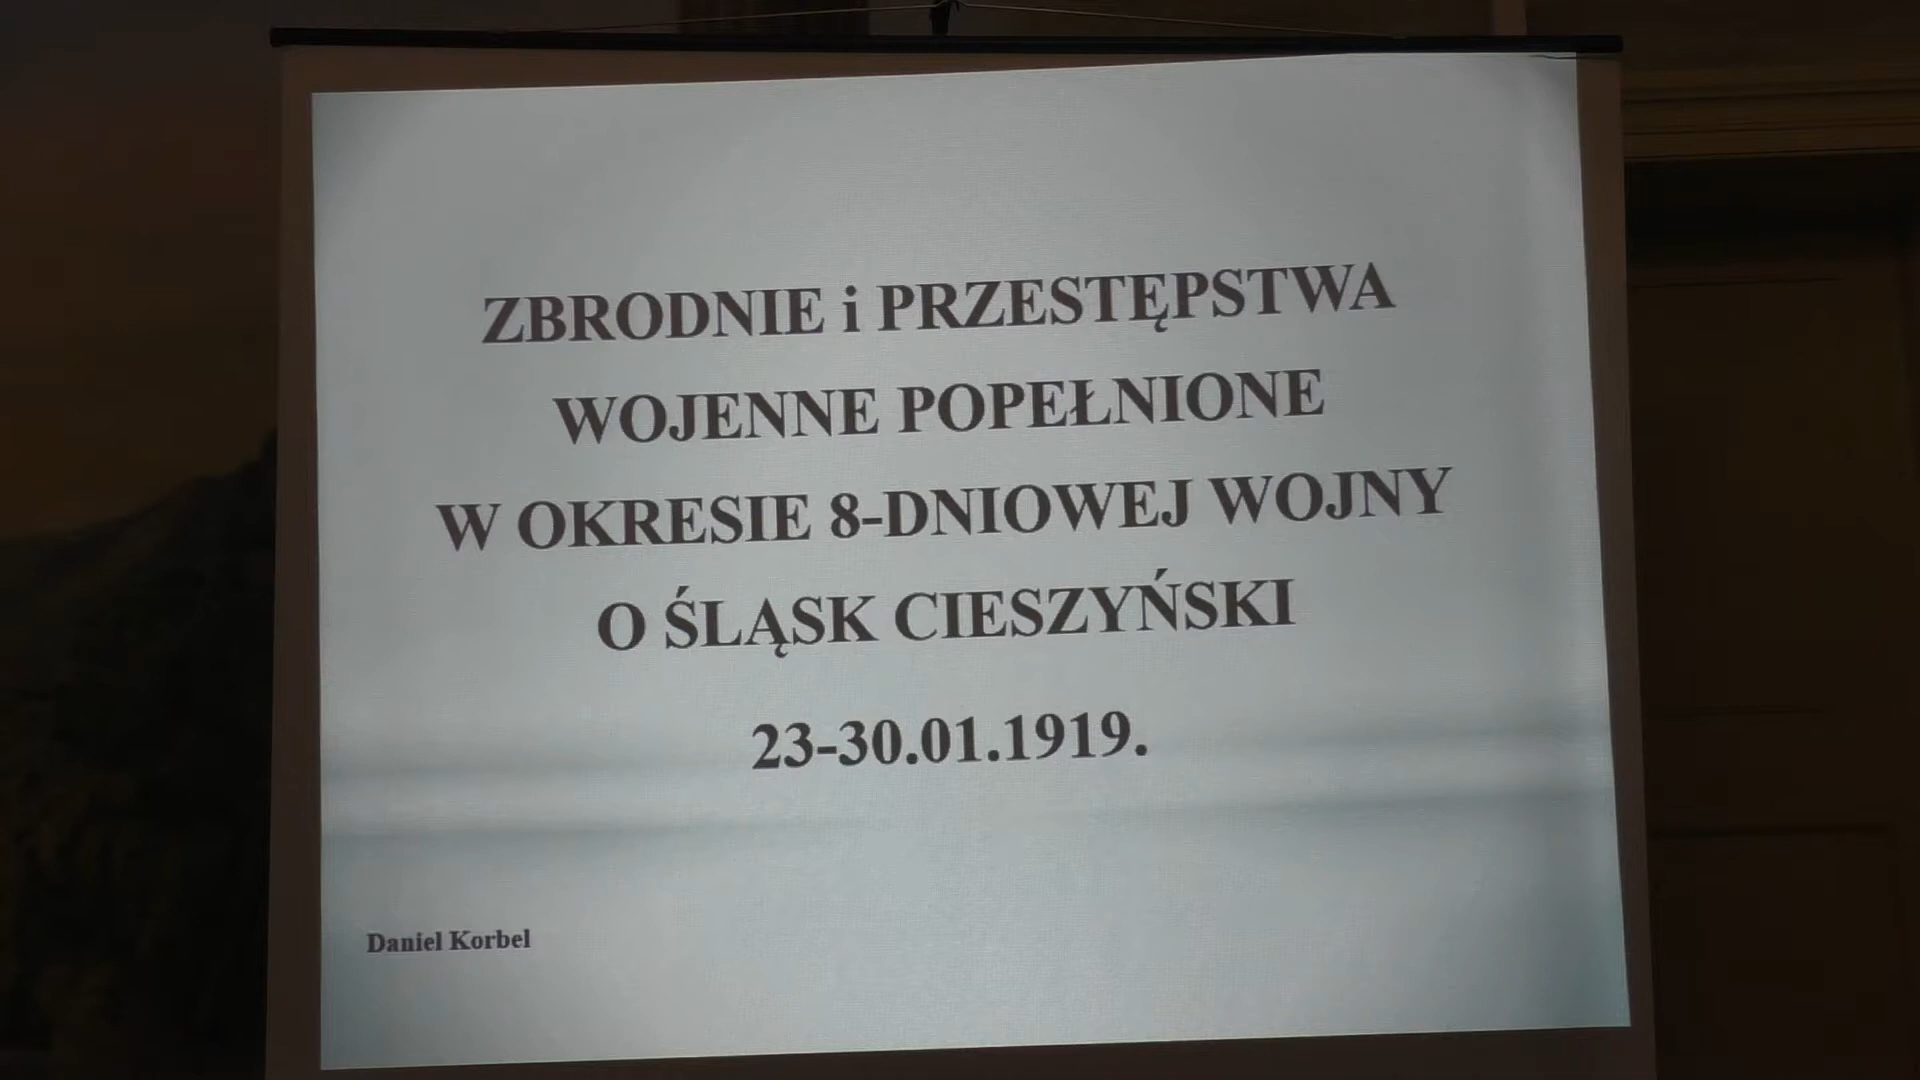 ZBRODNIE i PRZESTĘPSTWA
WOJENNE POPEŁNIONE
W OKRESIE 8-DNIOWEJ WOJNY
O ŚLĄSK CIESZYŃSKI
23-30.01.1919.
Daniel Korbel